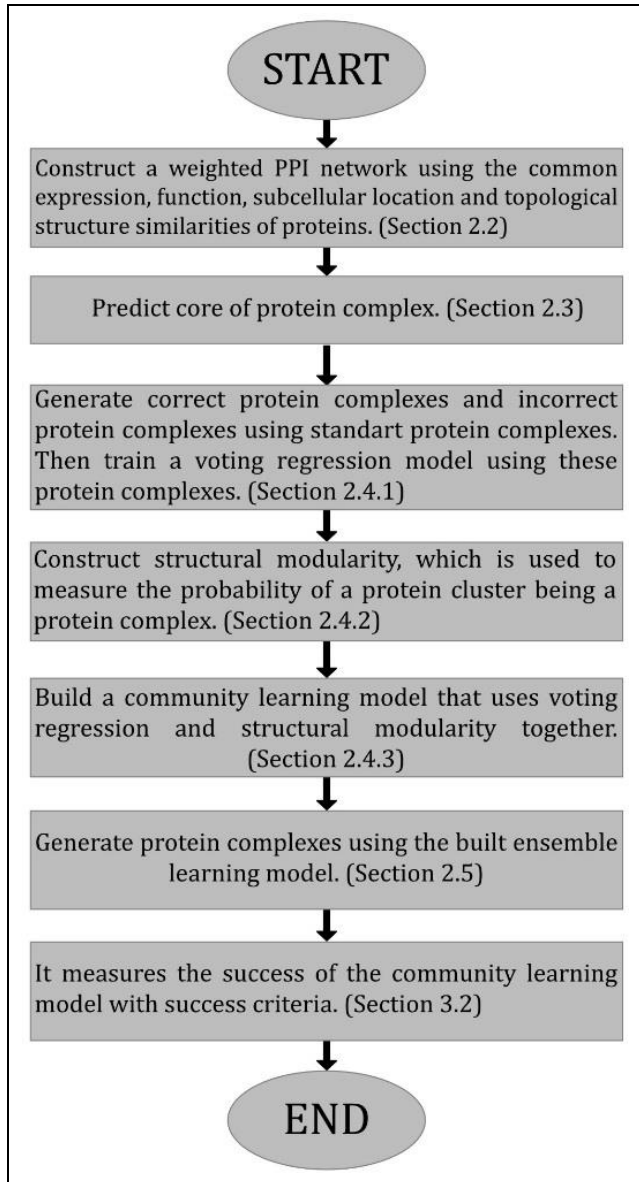 START
Construct a weighted PPI network using the common
expression, function, subcellular location and topological
structure similarities of proteins. (Section 2.2)
Predict core of protein complex. (Section 2.3)
Generate correct protein complexes and incorrect
protein complexes using standart protein complexes.
Then train a voting regression model using these
protein complexes. (Section 2.4.1)
Construct structural modularity, which is used to
measure the probability of a protein cluster being a
protein complex. (Section 2.4.2)
Build a community learning model that uses voting
regression and structural modularity together.
(Section 2.4.3)
Generate protein complexes using the built ensemble
learning model. (Section 2.5)
It measures the success of the community learning
model with success criteria. (Section 3.2)
END